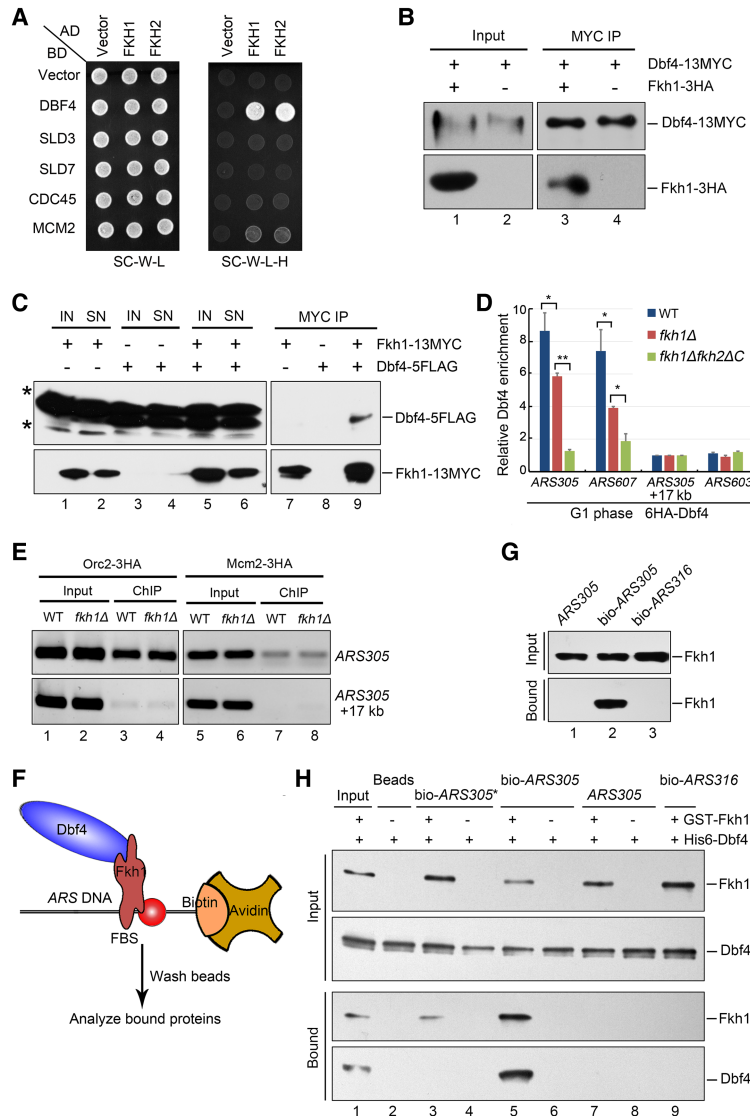 A
AD
BD
Vector
FKH1
FKH2
Vector
FKH1
FKH2
Vector
DBF4
SLD3
SLD7
CDC45
MCM2
SC-W-L
SC-W-L-H
B
Input
MYC IP
+ + + + Dbf4-13MYC
+ - + - Fkh1-3HA
Dbf4-13MYC
Fkh1-3HA
1 2 3 4
C
IN SN IN SN IN SN MYC IP
+ + - - + + + - + Fkh1-13MYC
- - + + + + - + + Dbf4-5FLAG
*
*
Dbf4-5FLAG
Fkh1-13MYC
1 2 3 4 5 6 7 8 9
D
Relative Dbf4 enrichment
10
8
6
4
2
0
* ** * *
WT
fkh1Δ
fkh1Δfkh2ΔC
ARS305 ARS607 ARS305 ARS603
+17 kb
G1 phase 6HA-Dbf4
E
Orc2-3HA Mcm2-3HA
Input ChIP Input ChIP
WT fkh1Δ WT fkh1Δ WT fkh1Δ WT fkh1Δ
ARS305
ARS305
+17 kb
1 2 3 4 5 6 7 8
F
Dbf4
Fkh1
ARS DNA
Biotin
Avidin
FBS
Wash beads
Analyze bound proteins
G
ARS305
bio-ARS305
bio-ARS316
Input
Fkh1
Bound
Fkh1
1 2 3
H
Beads bio-ARS305 bio-ARS316
Input bio-ARS305* ARS305
+ - + - + - + - + GST-Fkh1
+ + + + + + + + + His6-Dbf4
Input
Fkh1
Dbf4
Bound
Fkh1
Dbf4
1 2 3 4 5 6 7 8 9